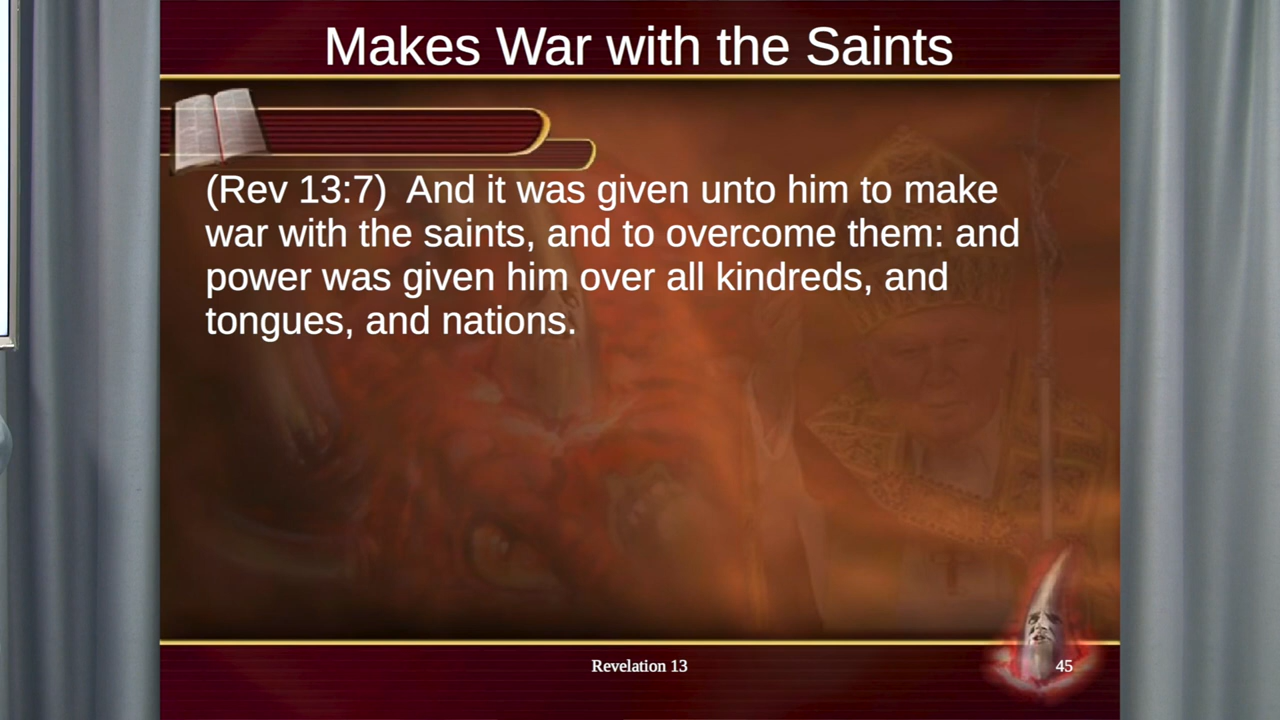 Makes War with the Saints
(Rev 13:7)  And it was given unto him to make
war with the saints, and to overcome them: and
power was given him over all kindreds, and
tongues, and nations.
Revelation 13
45